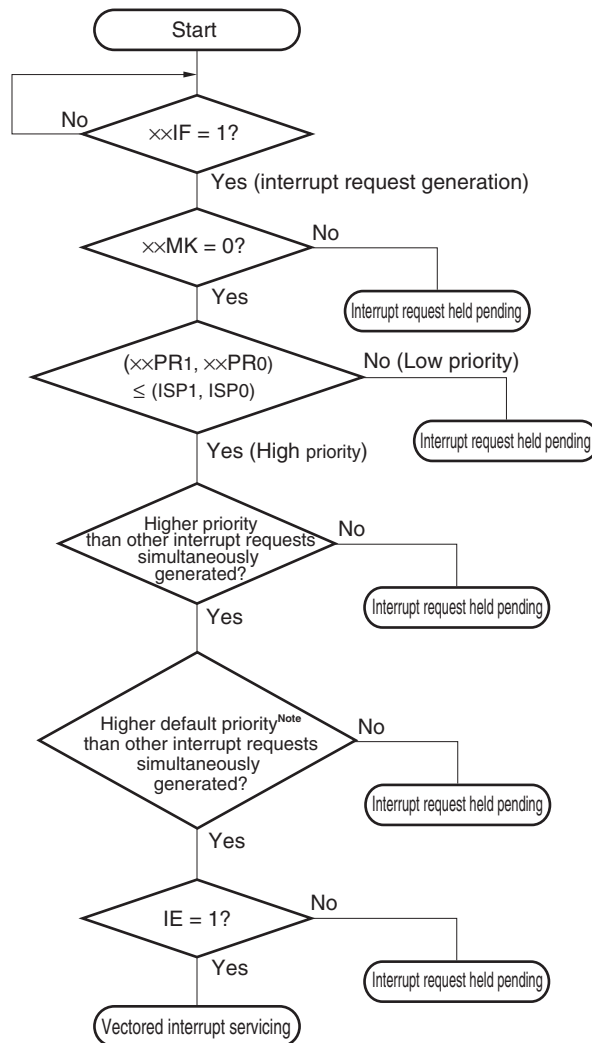 Start
No
××IF = 1?
Yes (interrupt request generation)
××MK = 0?
No
Yes
Interrupt request held pending
(××PR1, ××PR0)
≤ (ISP1, ISP0)
No (Low priority)
Interrupt request held pending
Yes (High priority)
Higher priority
than other interrupt requests
simultaneously
generated?
No
Interrupt request held pending
Yes
Higher default priorityNote
than other interrupt requests
simultaneously
generated?
No
Interrupt request held pending
Yes
IE = 1?
No
Interrupt request held pending
Yes
Vectored interrupt servicing